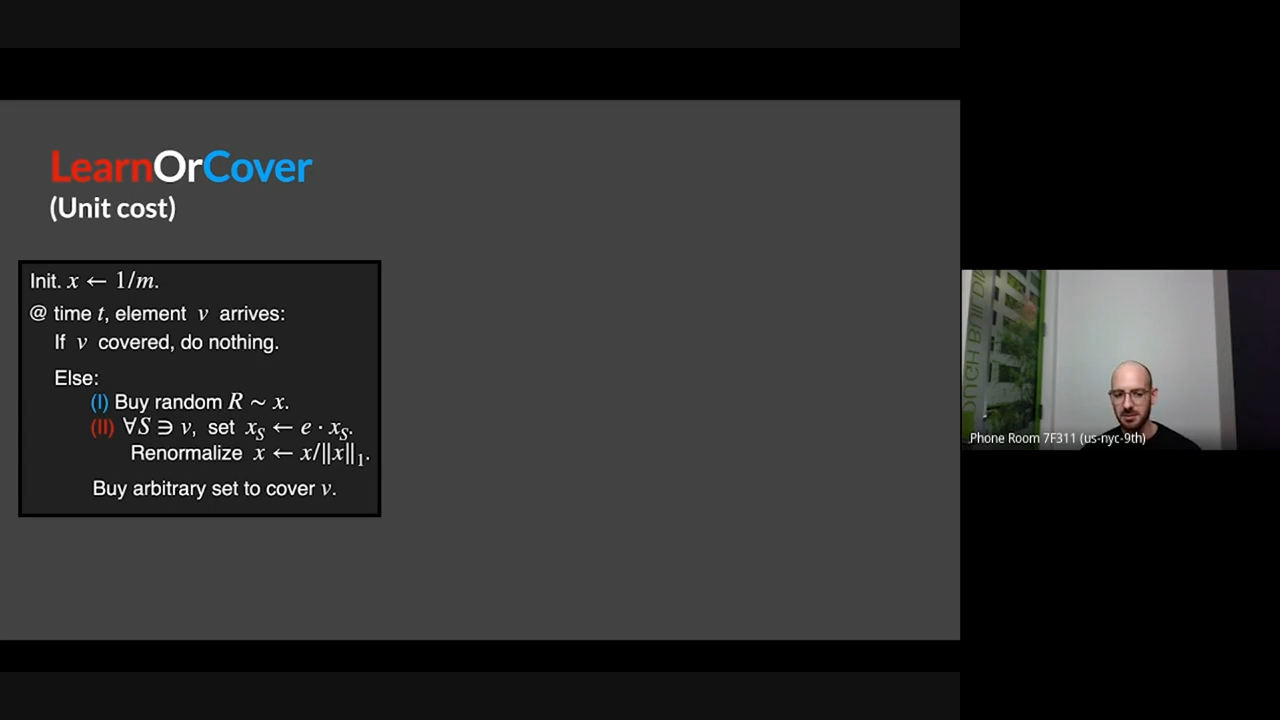 LearnOrCover
(Unit cost)
Init. x ← 1/m.
@ time t, element v arrives:
If v covered, do nothing.
Else:
(I) Buy random R ∼ x.
(II) ∀S ∋ v, set x_S ← e · x_S.
Renormalize x ← x/‖x‖₁.
Buy arbitrary set to cover v.
Phone Room 7F311 (us-nyc-9th)